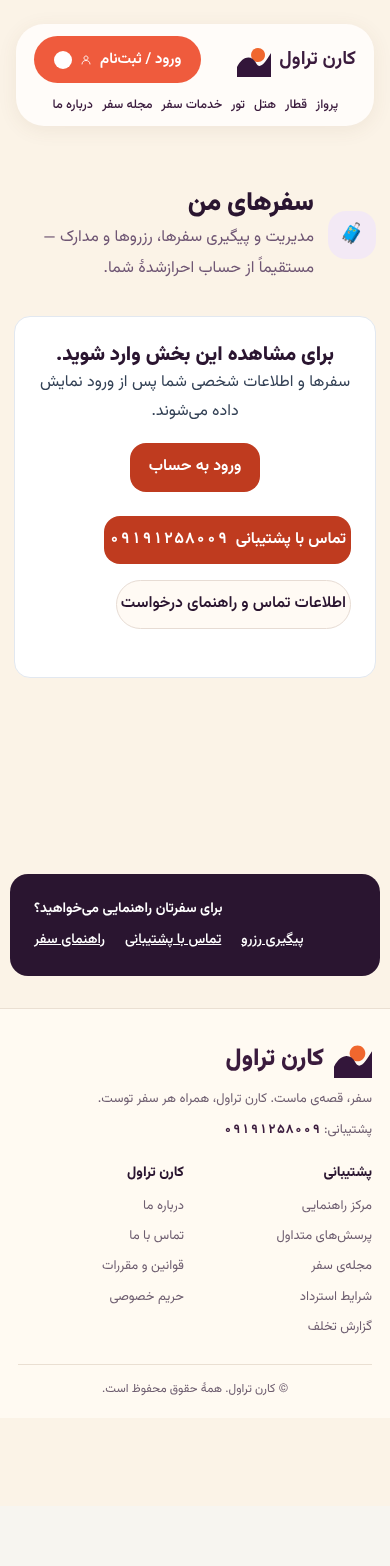 کارن تراول
ورود / ثبت‌نام
پرواز قطار هتل تور خدمات سفر مجله سفر درباره ما
سفرهای من
مدیریت و پیگیری سفرها، رزروها و مدارک —
مستقیماً از حساب احرازشدهٔ شما.
برای مشاهده این بخش وارد شوید.
سفرها و اطلاعات شخصی شما پس از ورود نمایش
داده می‌شوند.
ورود به حساب
تماس با پشتیبانی ۰۹۱۹۱۲۵۸۰۰۹
اطلاعات تماس و راهنمای درخواست
برای سفرتان راهنمایی می‌خواهید؟
پیگیری رزرو تماس با پشتیبانی راهنمای سفر
کارن تراول
سفر، قصه‌ی ماست. کارن تراول، همراه هر سفر توست.
پشتیبانی: ۰۹۱۹۱۲۵۸۰۰۹
پشتیبانی
مرکز راهنمایی
پرسش‌های متداول
مجله‌ی سفر
شرایط استرداد
گزارش تخلف
کارن تراول
درباره ما
تماس با ما
قوانین و مقررات
حریم خصوصی
© کارن تراول. همهٔ حقوق محفوظ است.